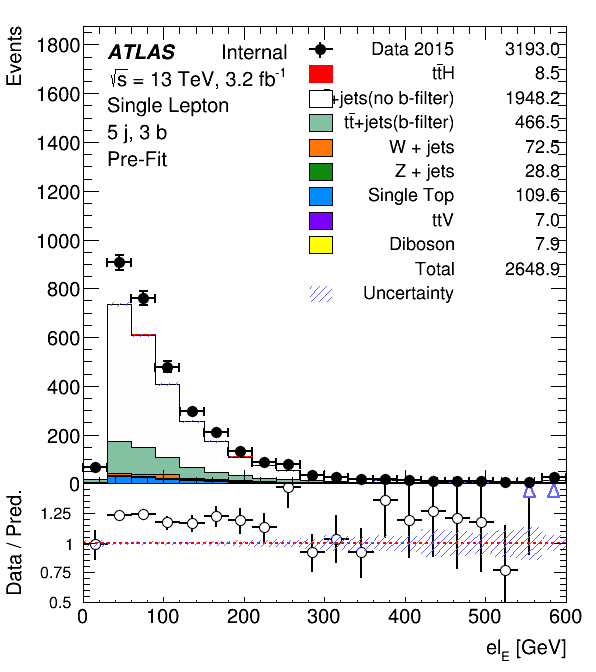 Events
1800
1600
1400
1200
1000
800
600
400
200
0
ATLAS Internal
√s = 13 TeV, 3.2 fb⁻¹
Single Lepton
5 j, 3 b
Pre-Fit
Data 2015 3193.0
tt̄H 8.5
+jets(no b-filter) 1948.2
tt̄+jets(b-filter) 466.5
W + jets 72.5
Z + jets 28.8
Single Top 109.6
ttV 7.0
Diboson 7.9
Total 2648.9
Uncertainty
Data / Pred.
1.25
1
0.75
0.5
0 100 200 300 400 500 600
el_E [GeV]